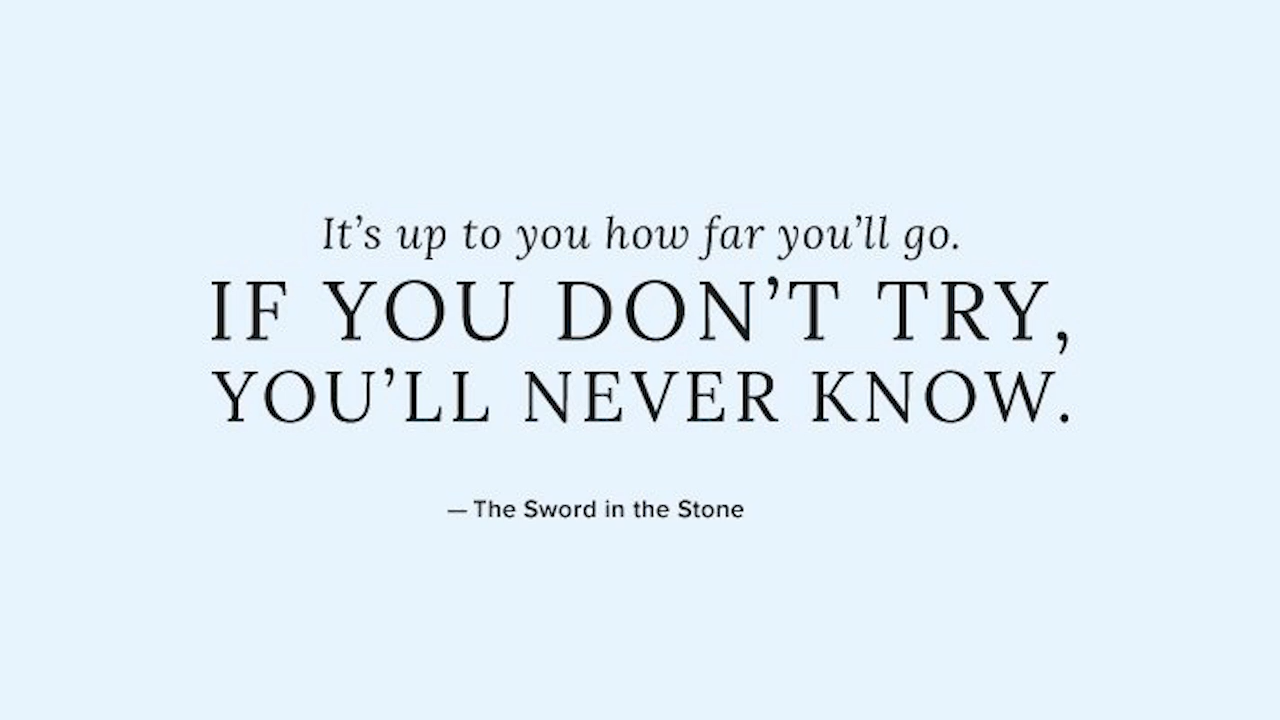 It’s up to you how far you’ll go.
IF YOU DON’T TRY,
YOU’LL NEVER KNOW.
— The Sword in the Stone